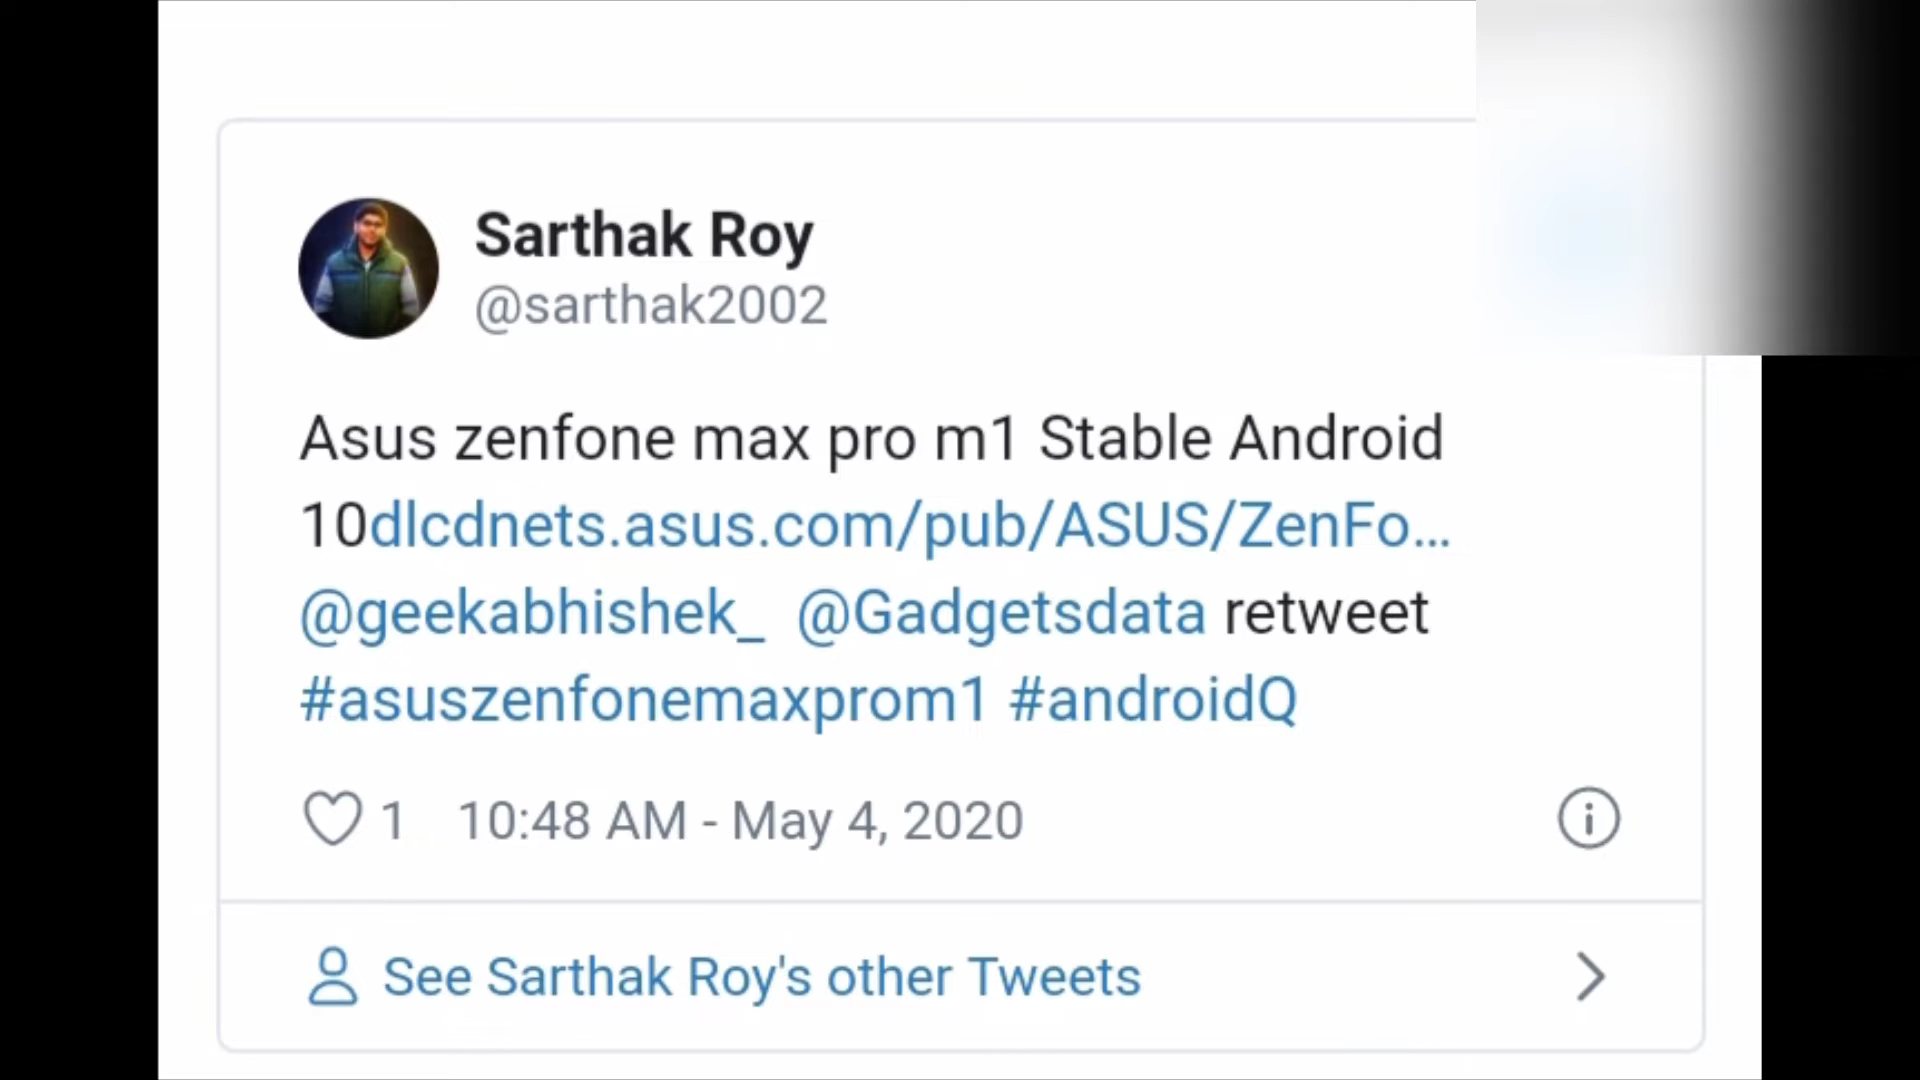 Sarthak Roy
@sarthak2002
Asus zenfone max pro m1 Stable Android
10dlcdnets.asus.com/pub/ASUS/ZenFo…
@geekabhishek_ @Gadgetsdata retweet
#asuszenfonemaxprom1 #androidQ
1 10:48 AM - May 4, 2020
See Sarthak Roy's other Tweets